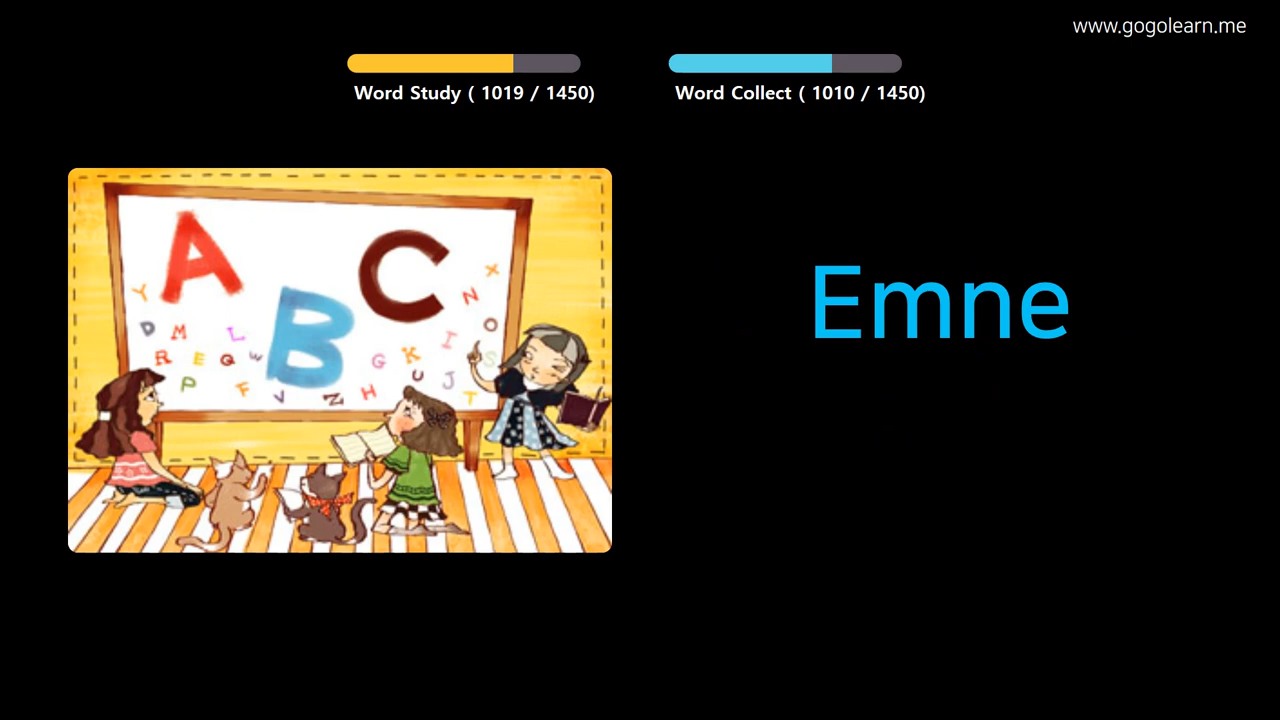 www.gogolearn.me
Word Study ( 1019 / 1450)
Word Collect ( 1010 / 1450)
A
B
C
Y
X
N
D
M
L
O
I
R
E
Q
W
G
K
S
P
F
V
Z
H
U
J
T
Emne